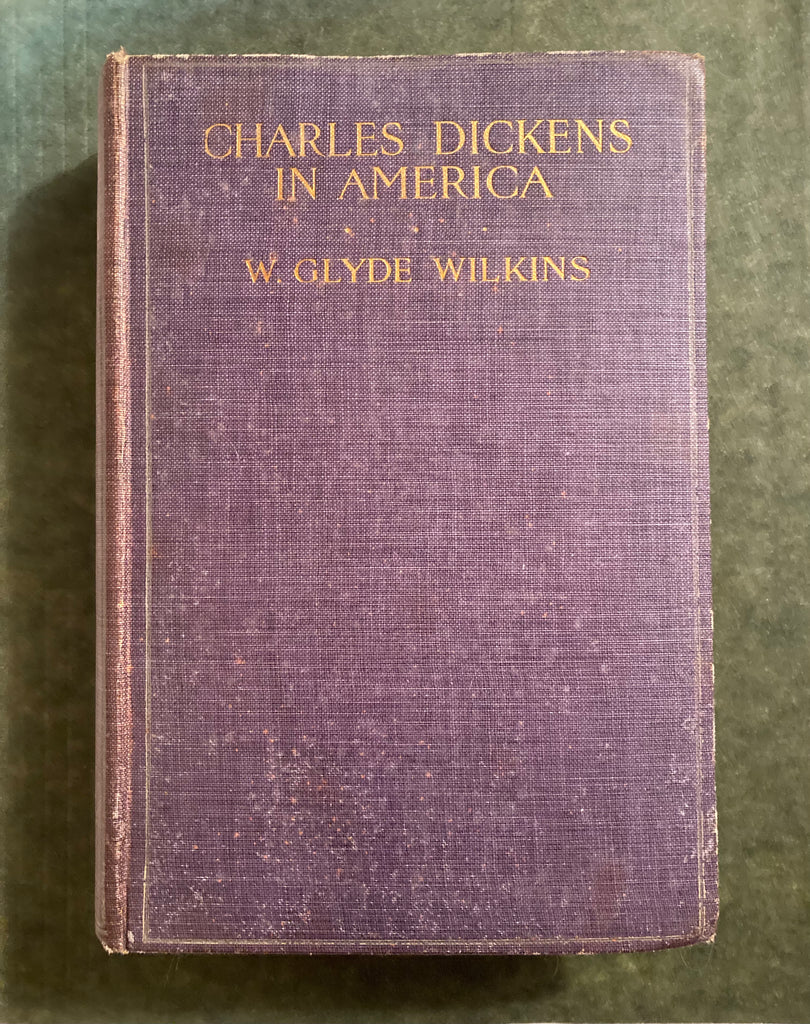 CHARLES DICKENS
IN AMERICA
W. GLYDE WILKINS